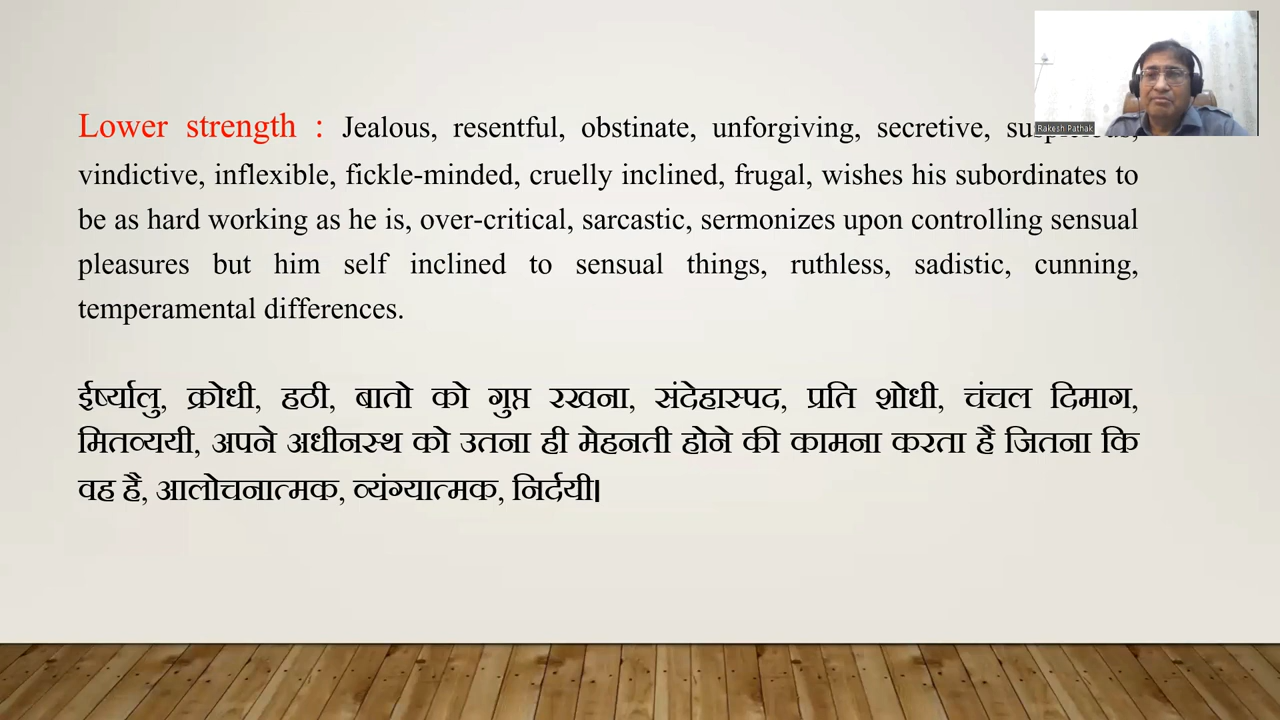 Lower strength : Jealous, resentful, obstinate, unforgiving, secretive,
vindictive, inflexible, fickle-minded, cruelly inclined, frugal, wishes his subordinates to
be as hard working as he is, over-critical, sarcastic, sermonizes upon controlling sensual
pleasures but him self inclined to sensual things, ruthless, sadistic, cunning,
temperamental differences.
ईर्ष्यालु, क्रोधी, हठी, बातो को गुप्त रखना, संदेहास्पद, प्रति शोधी, चंचल दिमाग,
मितव्ययी, अपने अधीनस्थ को उतना ही मेहनती होने की कामना करता है जितना कि
वह है, आलोचनात्मक, व्यंग्यात्मक, निर्दयी।
Rakesh Pathak